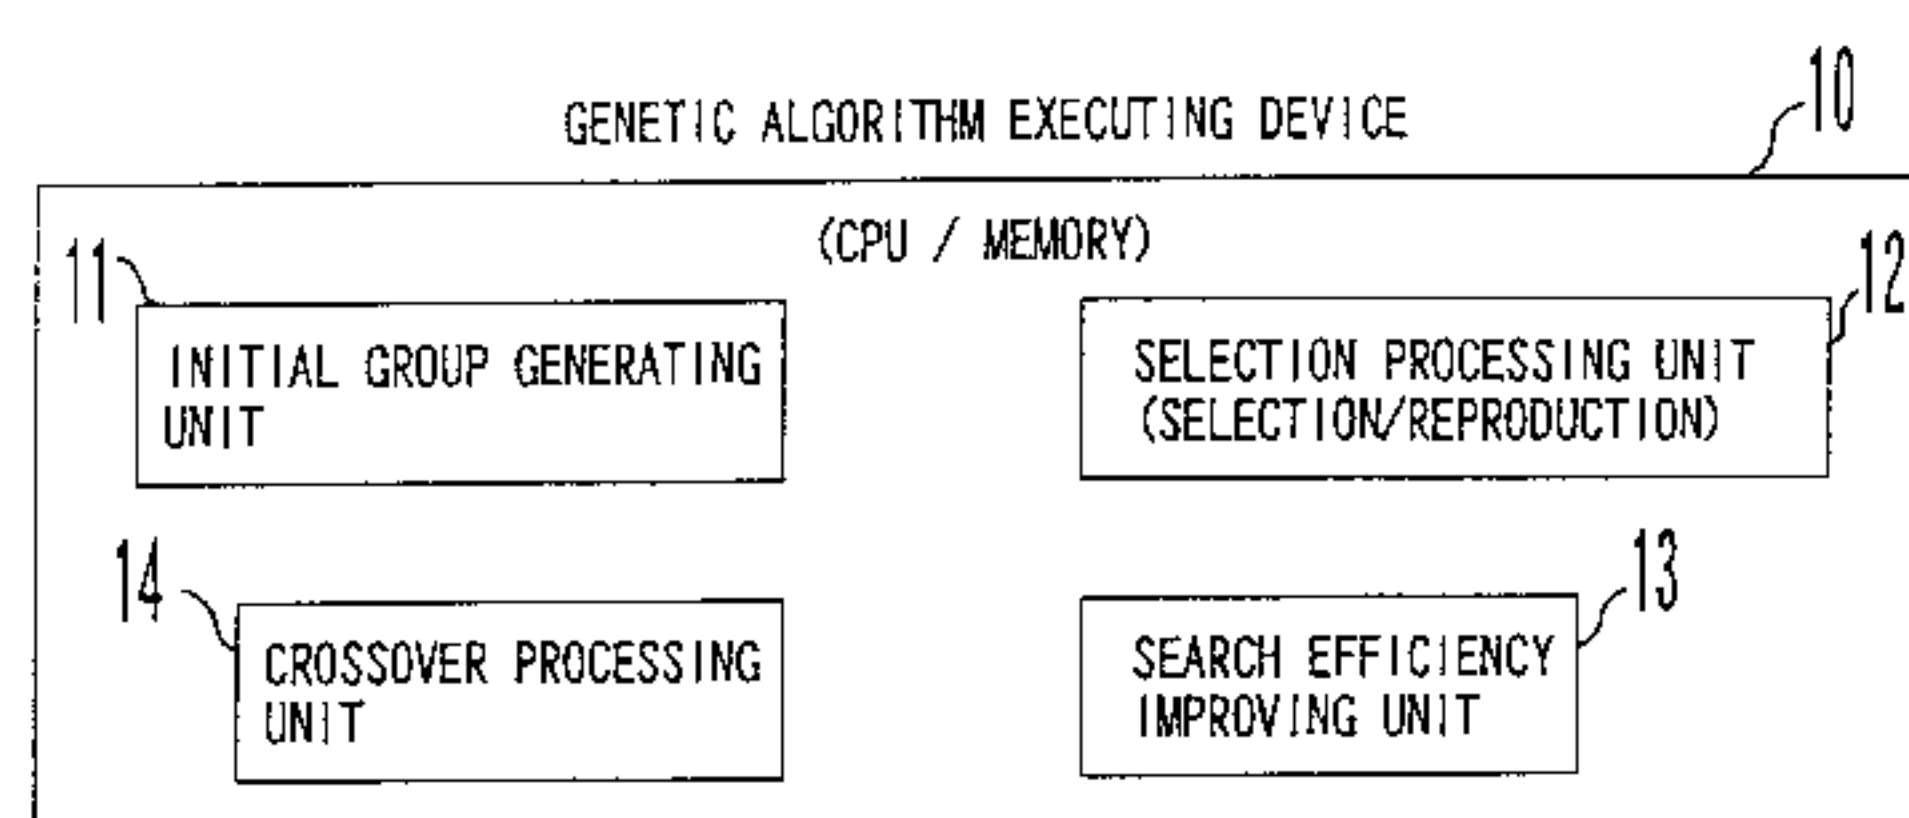 10
GENETIC ALGORITHM EXECUTING DEVICE
(CPU / MEMORY)
11
12
INITIAL GROUP GENERATING
UNIT
SELECTION PROCESSING UNIT
(SELECTION/REPRODUCTION)
14
13
CROSSOVER PROCESSING
UNIT
SEARCH EFFICIENCY
IMPROVING UNIT